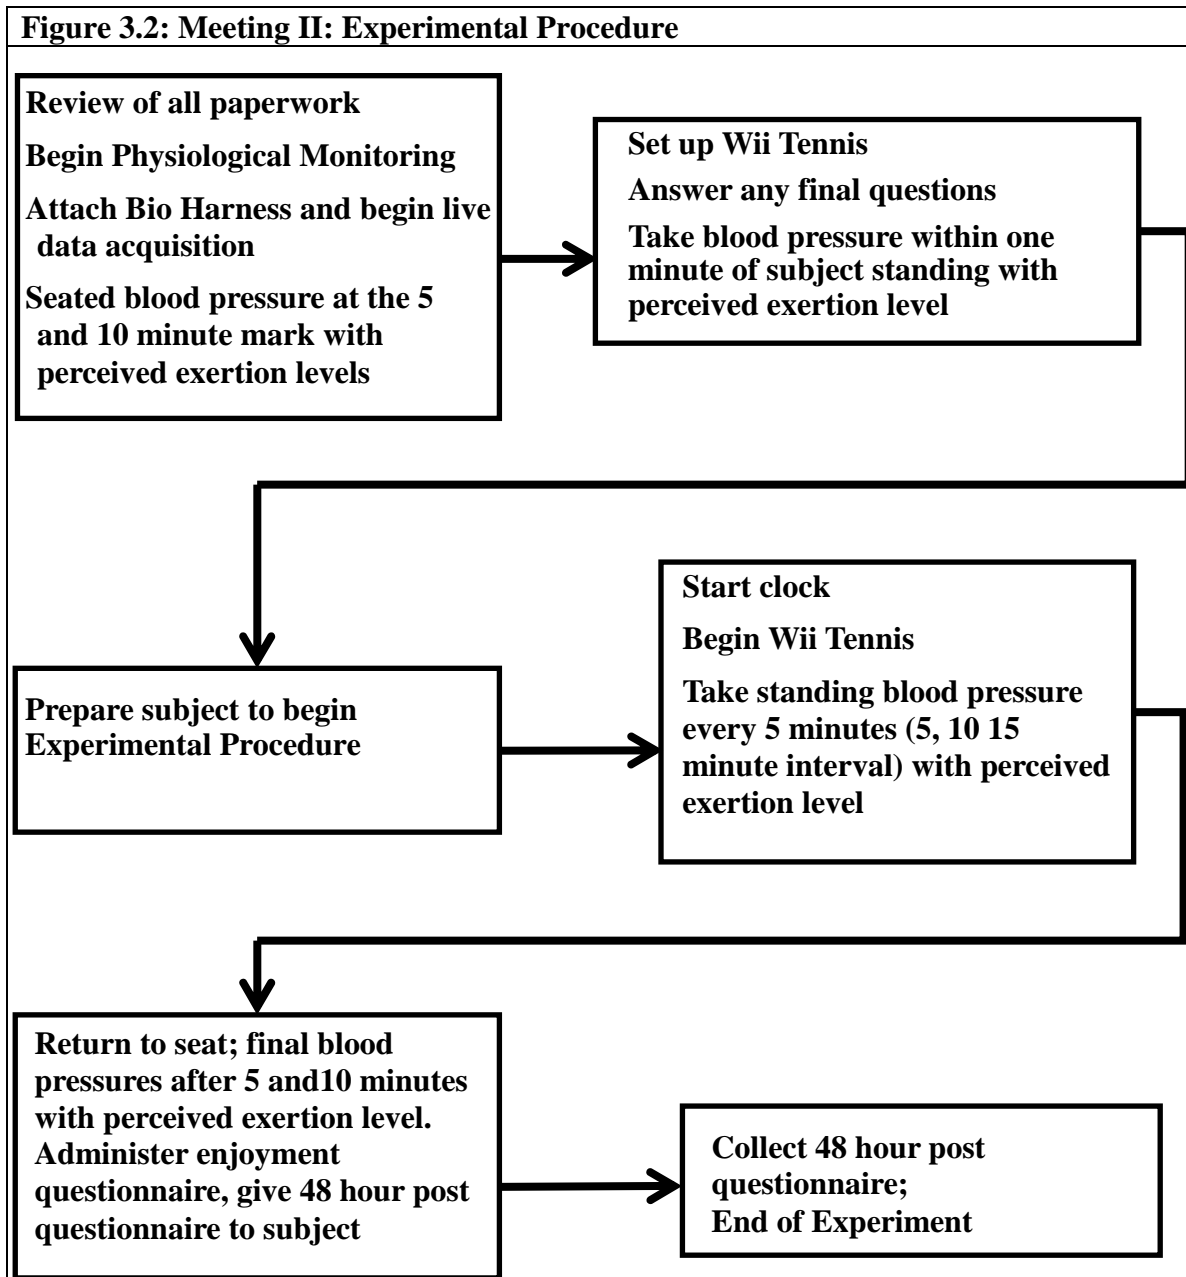 Figure 3.2: Meeting II: Experimental Procedure
Review of all paperwork
Begin Physiological Monitoring
Attach Bio Harness and begin live
data acquisition
Seated blood pressure at the 5
and 10 minute mark with
perceived exertion levels
Set up Wii Tennis
Answer any final questions
Take blood pressure within one
minute of subject standing with
perceived exertion level
Prepare subject to begin
Experimental Procedure
Start clock
Begin Wii Tennis
Take standing blood pressure
every 5 minutes (5, 10 15
minute interval) with perceived
exertion level
Return to seat; final blood
pressures after 5 and10 minutes
with perceived exertion level.
Administer enjoyment
questionnaire, give 48 hour post
questionnaire to subject
Collect 48 hour post
questionnaire;
End of Experiment